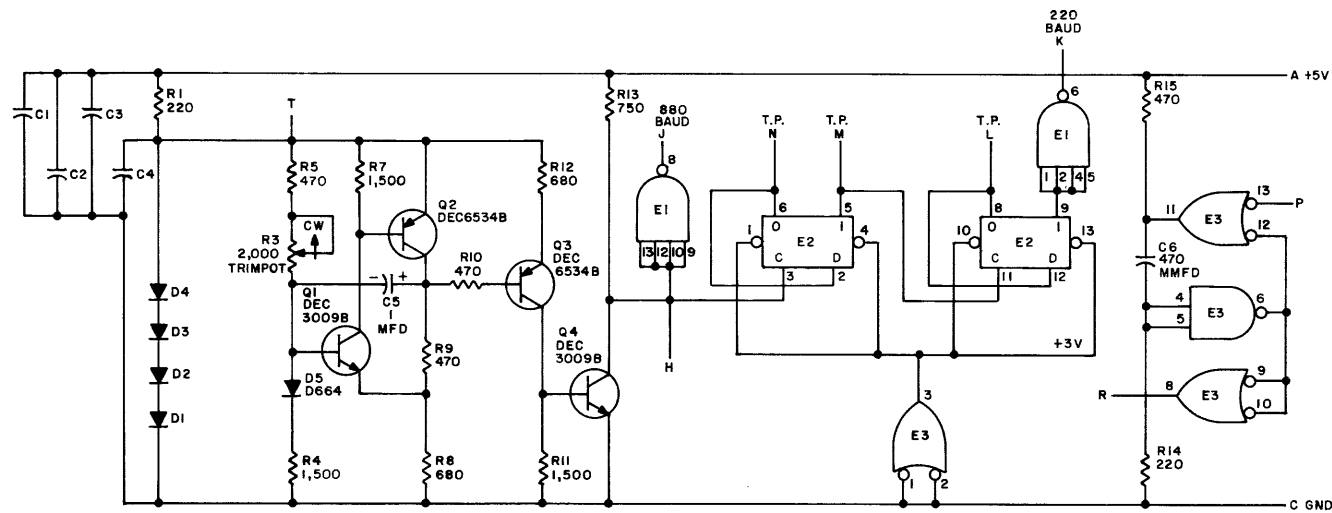 220
BAUD
K
A +5V
R1
220
R13
750
R15
470
C1
C3
C2
C4
T
880
BAUD
J
T.P.
N
T.P.
M
T.P.
L
6
E1
1 2 4 5
R5
470
R7
1,500
R12
680
8
E1
13 12 10 9
Q2
DEC6534B
CW
R3
2,000
TRIMPOT
6
5
1
O
I
4
E2
C
D
3
2
8
9
10
O
I
13
E2
C
D
11
12
13
P
11
E3
12
C6
470
MMFD
R10
470
Q3
DEC
6534B
- +
C5
1
MFD
Q1
DEC
3009B
D4
D3
D2
D1
4
5
E3
6
Q4
DEC
3009B
R9
470
D5
D664
H
+3V
R
8
E3
9
10
3
E3
1
2
R4
1,500
R8
680
R11
1,500
R14
220
C GND